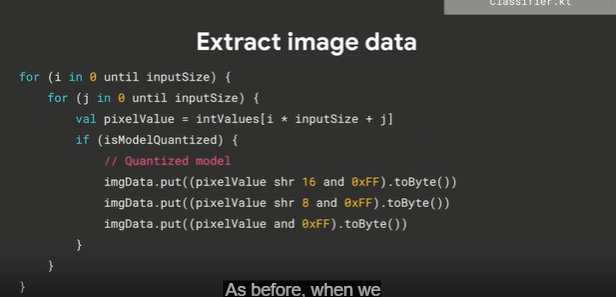 Classifier.kt
Extract image data
for (i in 0 until inputSize) {
    for (j in 0 until inputSize) {
        val pixelValue = intValues[i * inputSize + j]
        if (isModelQuantized) {
            // Quantized model
            imgData.put((pixelValue shr 16 and 0xFF).toByte())
            imgData.put((pixelValue shr 8 and 0xFF).toByte())
            imgData.put((pixelValue and 0xFF).toByte())
        }
    }
}
As before, when we